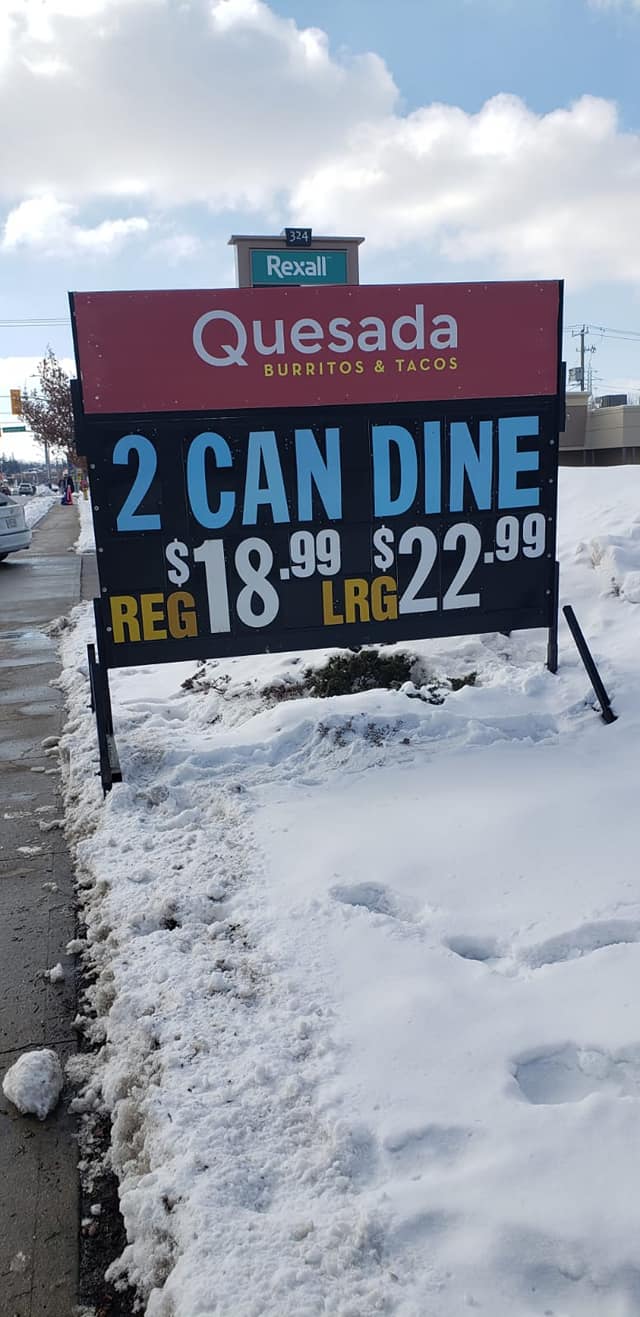 324
Rexall
Quesada
BURRITOS & TACOS
2 CAN DINE
REG $18.99 LRG $22.99